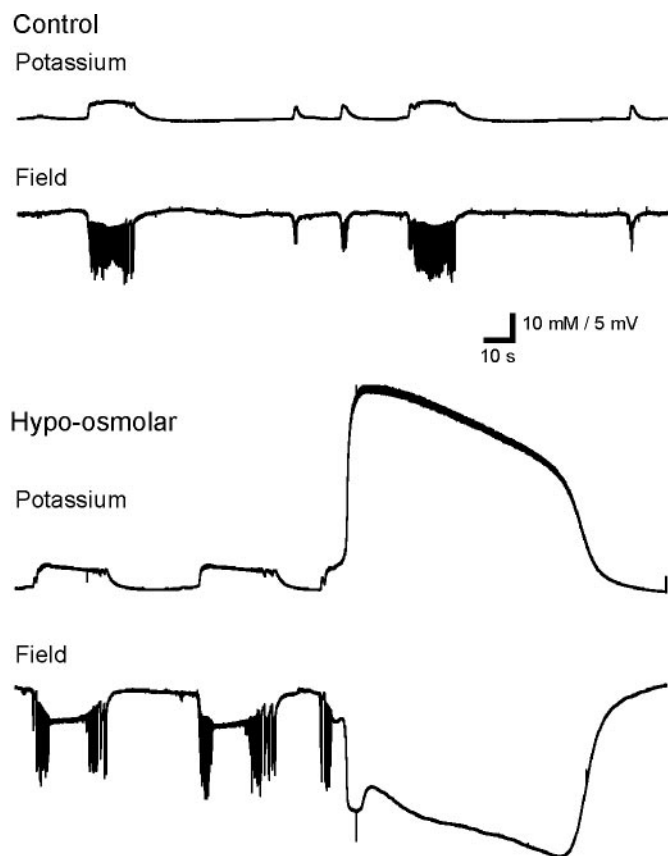 Control
Potassium
Field
10 mM / 5 mV
10 s
Hypo-osmolar
Potassium
Field